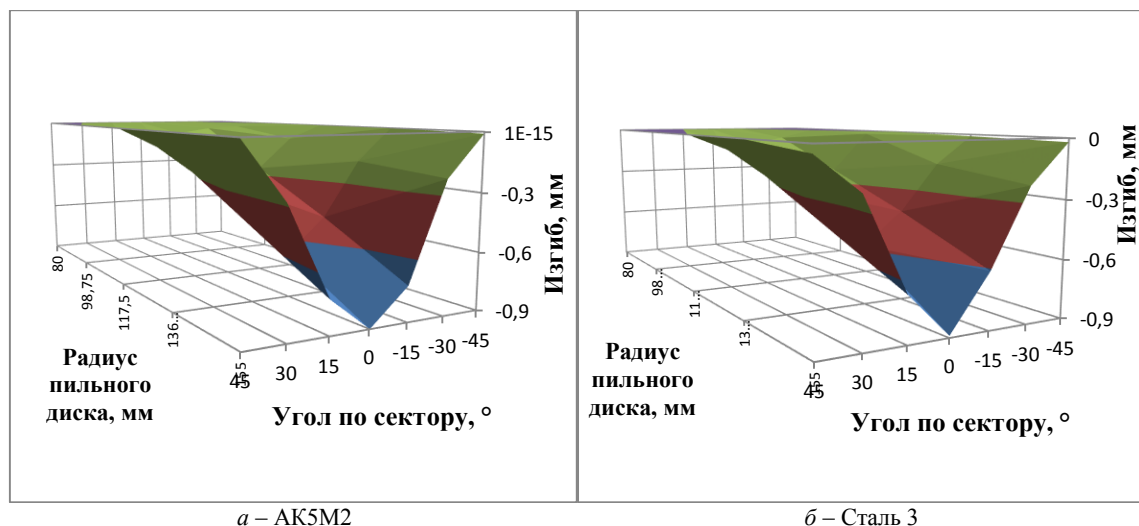 1E-15
-0,3
-0,6
-0,9
Изгиб, мм
80
98,75
117,5
136..
155
45
30
15
0
-15
-30
-45
Радиус
пильного
диска, мм
Угол по сектору, °
а – АК5М2
0
-0,3
-0,6
-0,9
Изгиб, мм
80
98..
11..
13..
155
45
30
15
0
-15
-30
-45
Радиус
пильного
диска, мм
Угол по сектору, °
б – Сталь 3